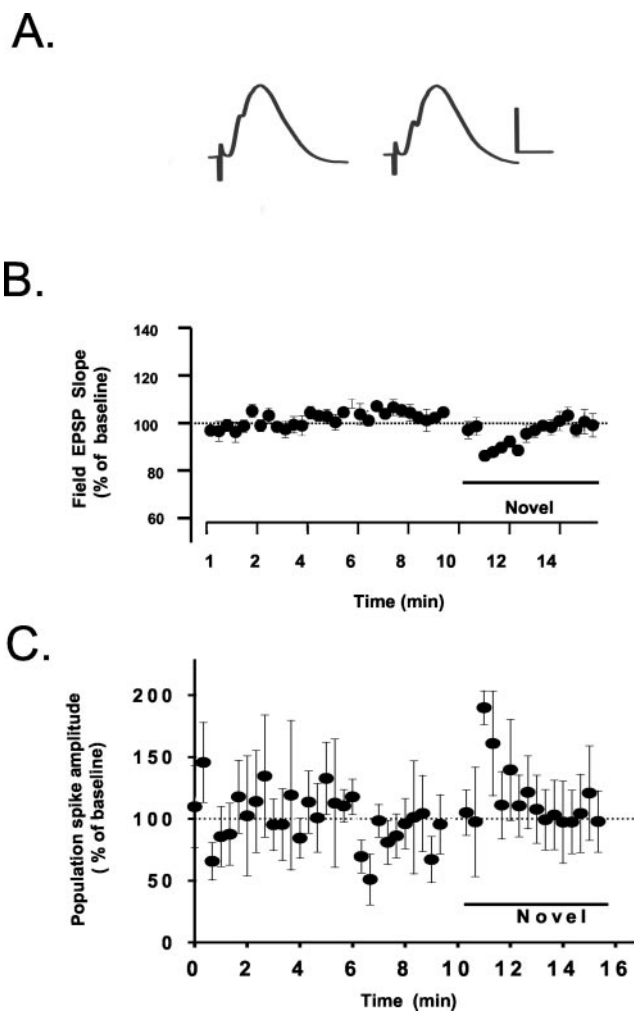 A.
B.
Field EPSP Slope
(% of baseline)
140
120
100
80
60
Novel
1 2 4 6 8 10 12 14
Time (min)
C.
Population spike amplitude
( % of baseline)
200
150
100
50
0
Novel
0 2 4 6 8 10 12 14 16
Time (min)